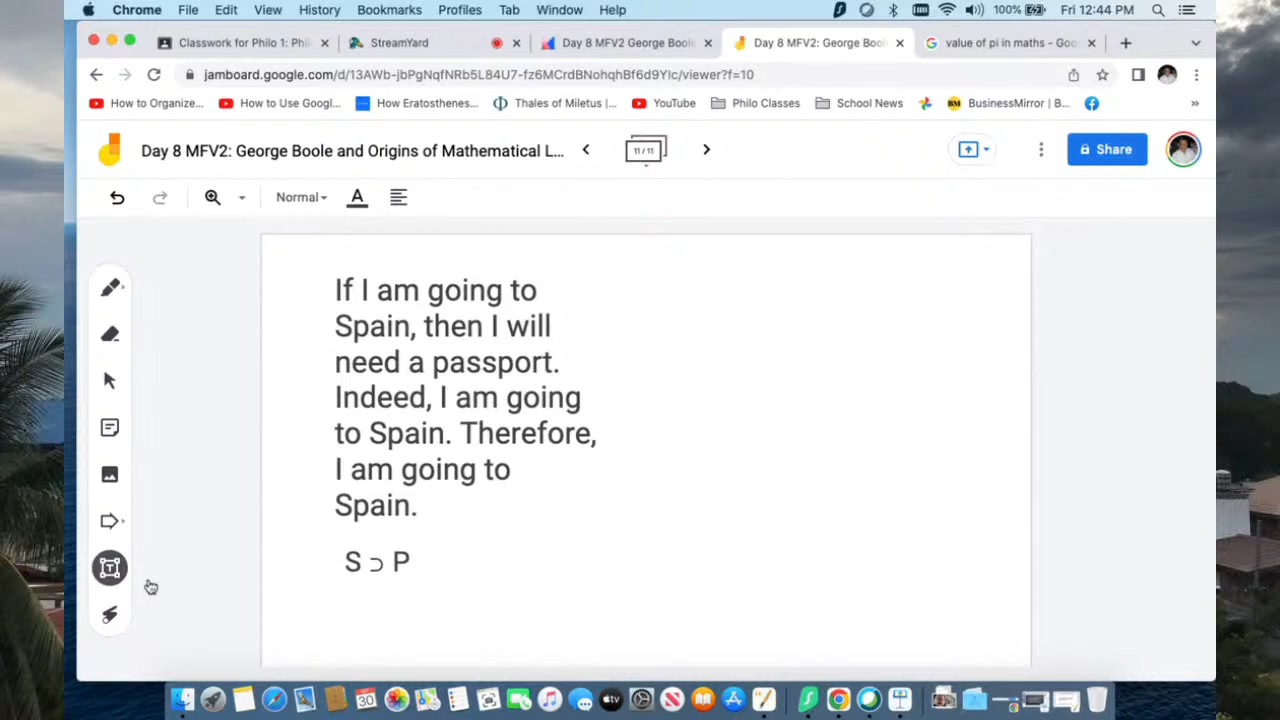 Chrome File Edit View History Bookmarks Profiles Tab Window Help 100% Fri 12:44 PM
Classwork for Philo 1: Phil × StreamYard × Day 8 MFV2 George Boole × Day 8 MFV2: George Bool × value of pi in maths - Goo ×
jamboard.google.com/d/13AWb-jbPgNqfNRb5L84U7-fz6MCrdBNohqhBf6d9YIc/viewer?f=10
How to Organize... How to Use Googl... How Eratosthenes... Thales of Miletus |... YouTube Philo Classes School News BM BusinessMirror | B... »
Day 8 MFV2: George Boole and Origins of Mathematical L... 11 / 11 Share
Normal A
If I am going to
Spain, then I will
need a passport.
Indeed, I am going
to Spain. Therefore,
I am going to
Spain.
S ⊃ P
T
30
tv